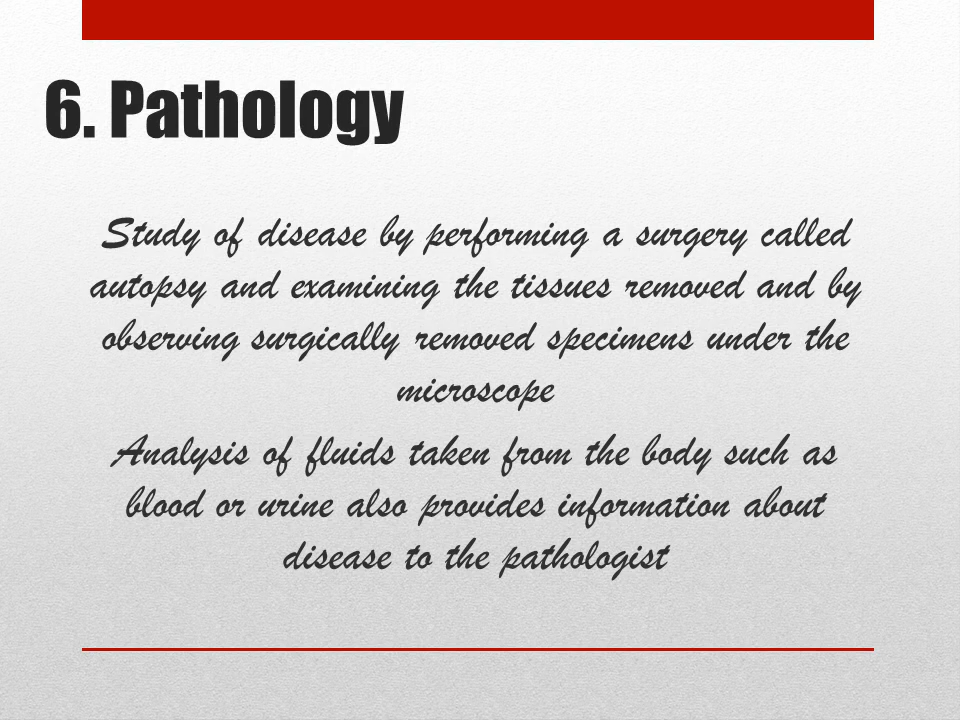 6. Pathology
Study of disease by performing a surgery called
autopsy and examining the tissues removed and by
observing surgically removed specimens under the
microscope
Analysis of fluids taken from the body such as
blood or urine also provides information about
disease to the pathologist